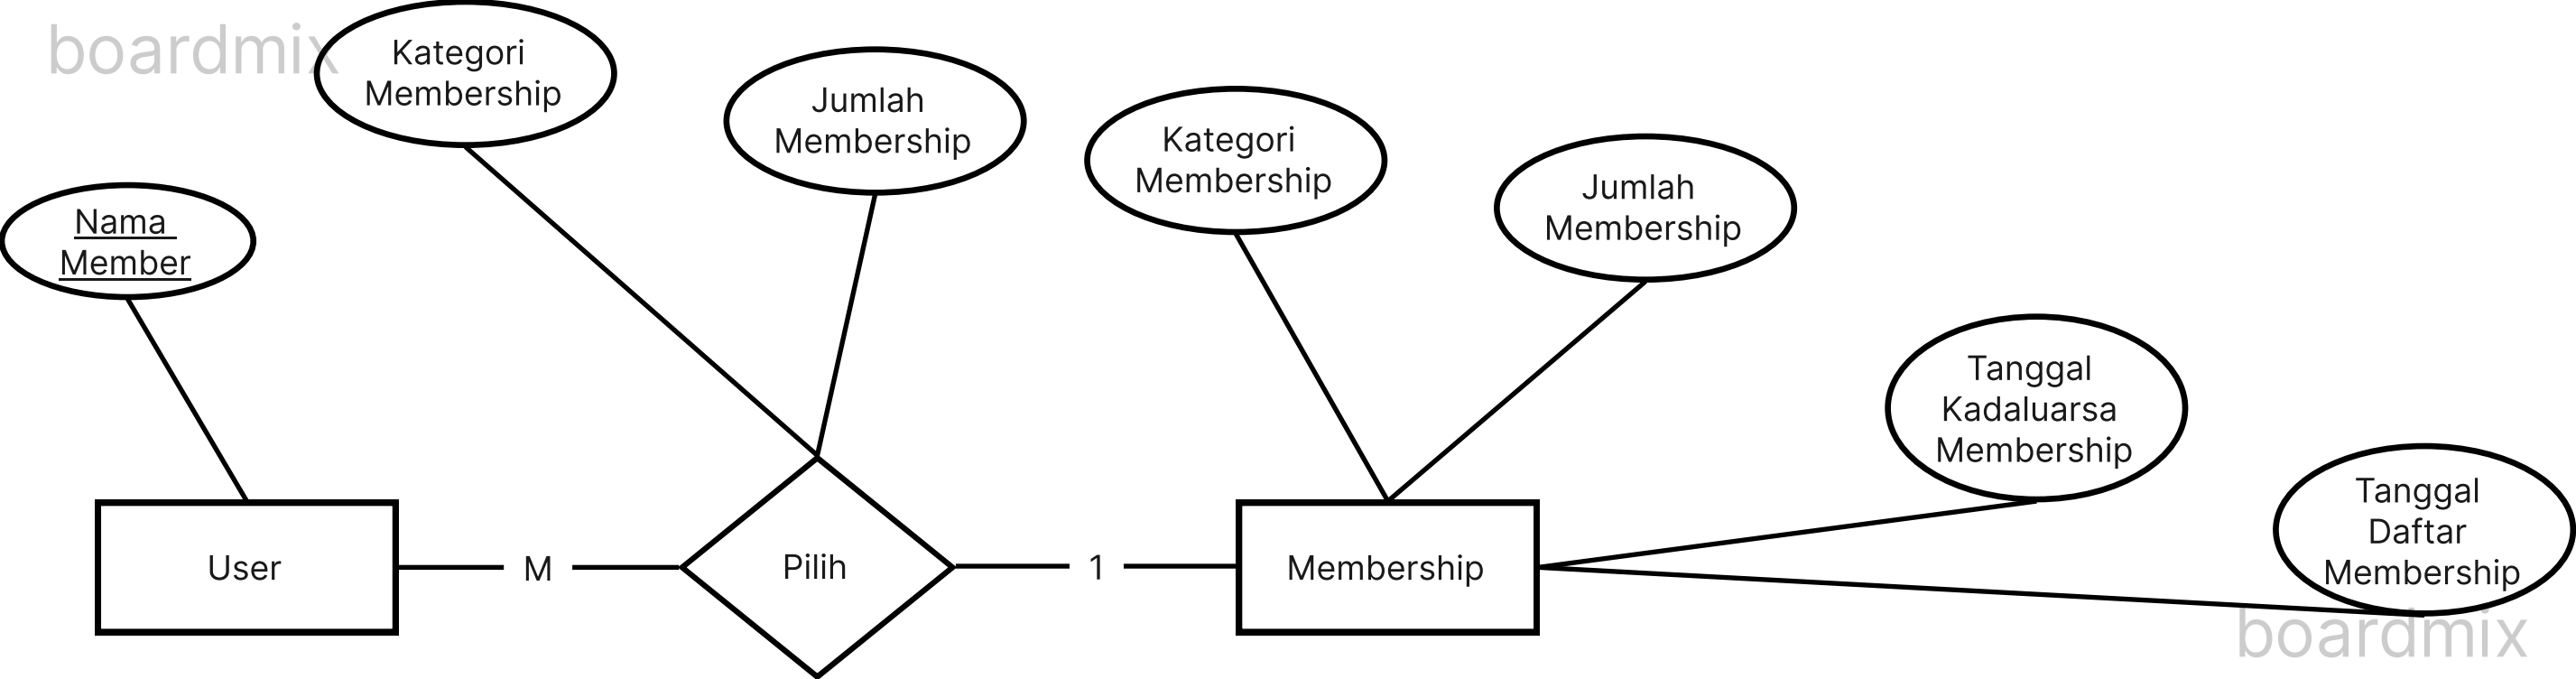 boardmix
Kategori
Membership
Jumlah
Membership
Kategori
Membership
Jumlah
Membership
Nama
Member
Tanggal
Kadaluarsa
Membership
Tanggal
Daftar
Membership
User
M
Pilih
1
Membership
boardmix